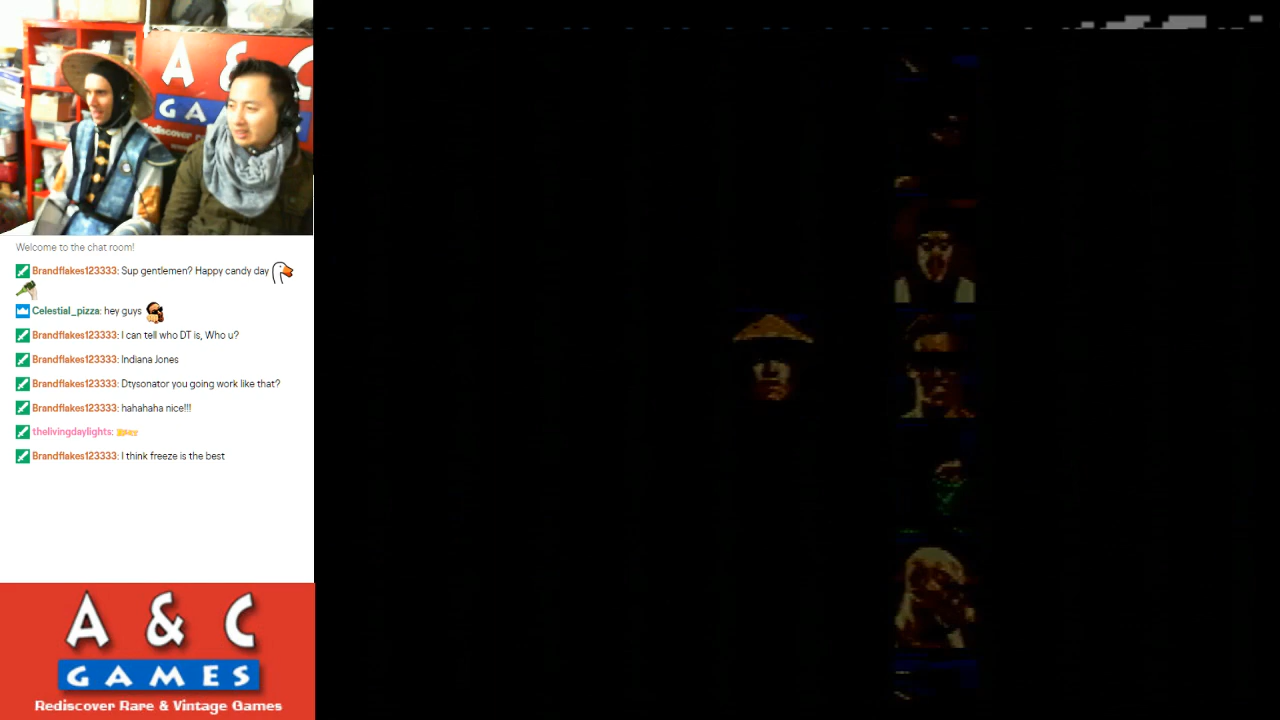 A & C
GA
Rediscover
Welcome to the chat room!
Brandflakes123333: Sup gentlemen? Happy candy day
Celestial_pizza: hey guys
Brandflakes123333: I can tell who DT is, Who u?
Brandflakes123333: Indiana Jones
Brandflakes123333: Dtysonator you going work like that?
Brandflakes123333: hahahaha nice!!!
thelivingdaylights:
Brandflakes123333: I think freeze is the best
A & C
GAMES
Rediscover Rare & Vintage Games